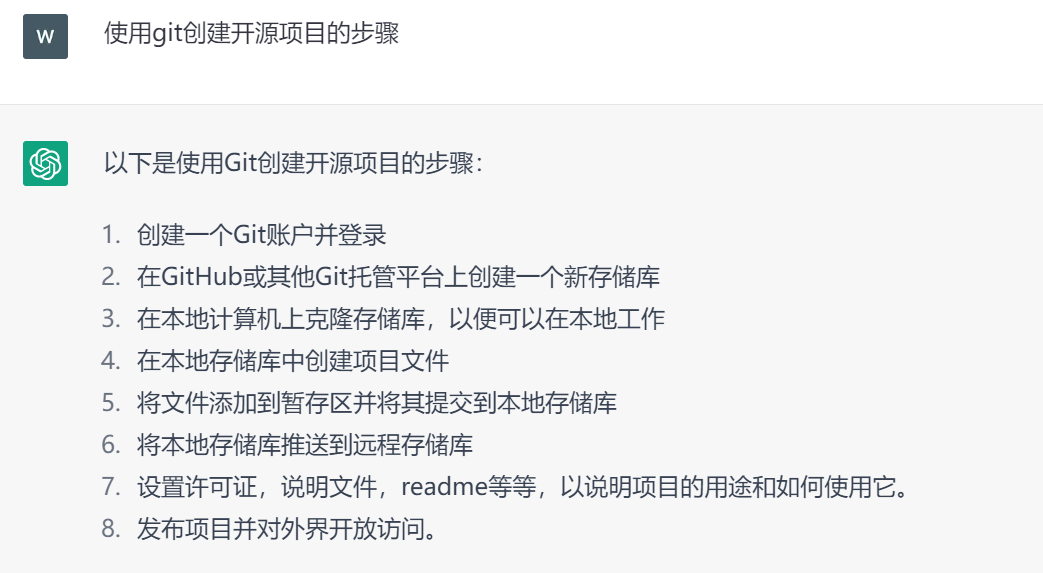 W
使用git创建开源项目的步骤
以下是使用Git创建开源项目的步骤：
1. 创建一个Git账户并登录
2. 在GitHub或其他Git托管平台上创建一个新存储库
3. 在本地计算机上克隆存储库，以便可以在本地工作
4. 在本地存储库中创建项目文件
5. 将文件添加到暂存区并将其提交到本地存储库
6. 将本地存储库推送到远程存储库
7. 设置许可证，说明文件，readme等等，以说明项目的用途和如何使用它。
8. 发布项目并对外界开放访问。